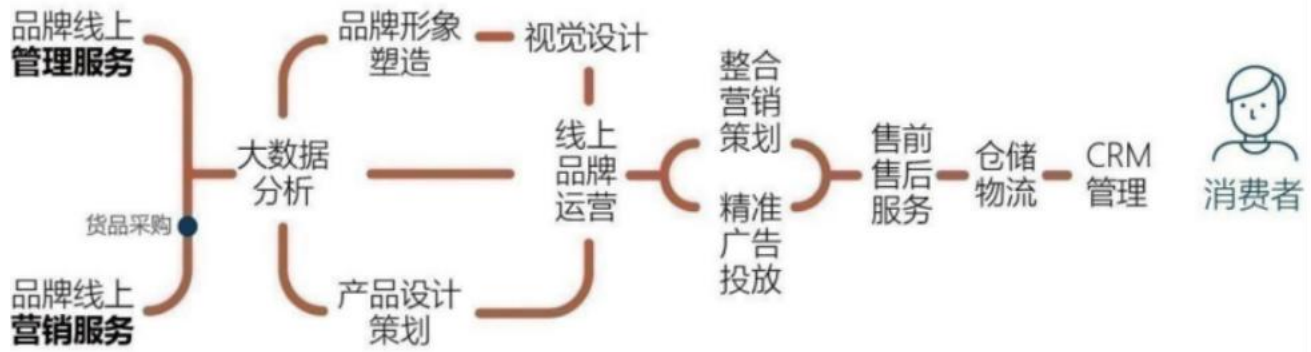 品牌线上
管理服务
货品采购
品牌线上
营销服务
大数据
分析
品牌形象
塑造
视觉设计
产品设计
策划
线上
品牌
运营
整合
营销
策划
精准
广告
投放
售前
售后
服务
仓储
物流
CRM
管理
消费者